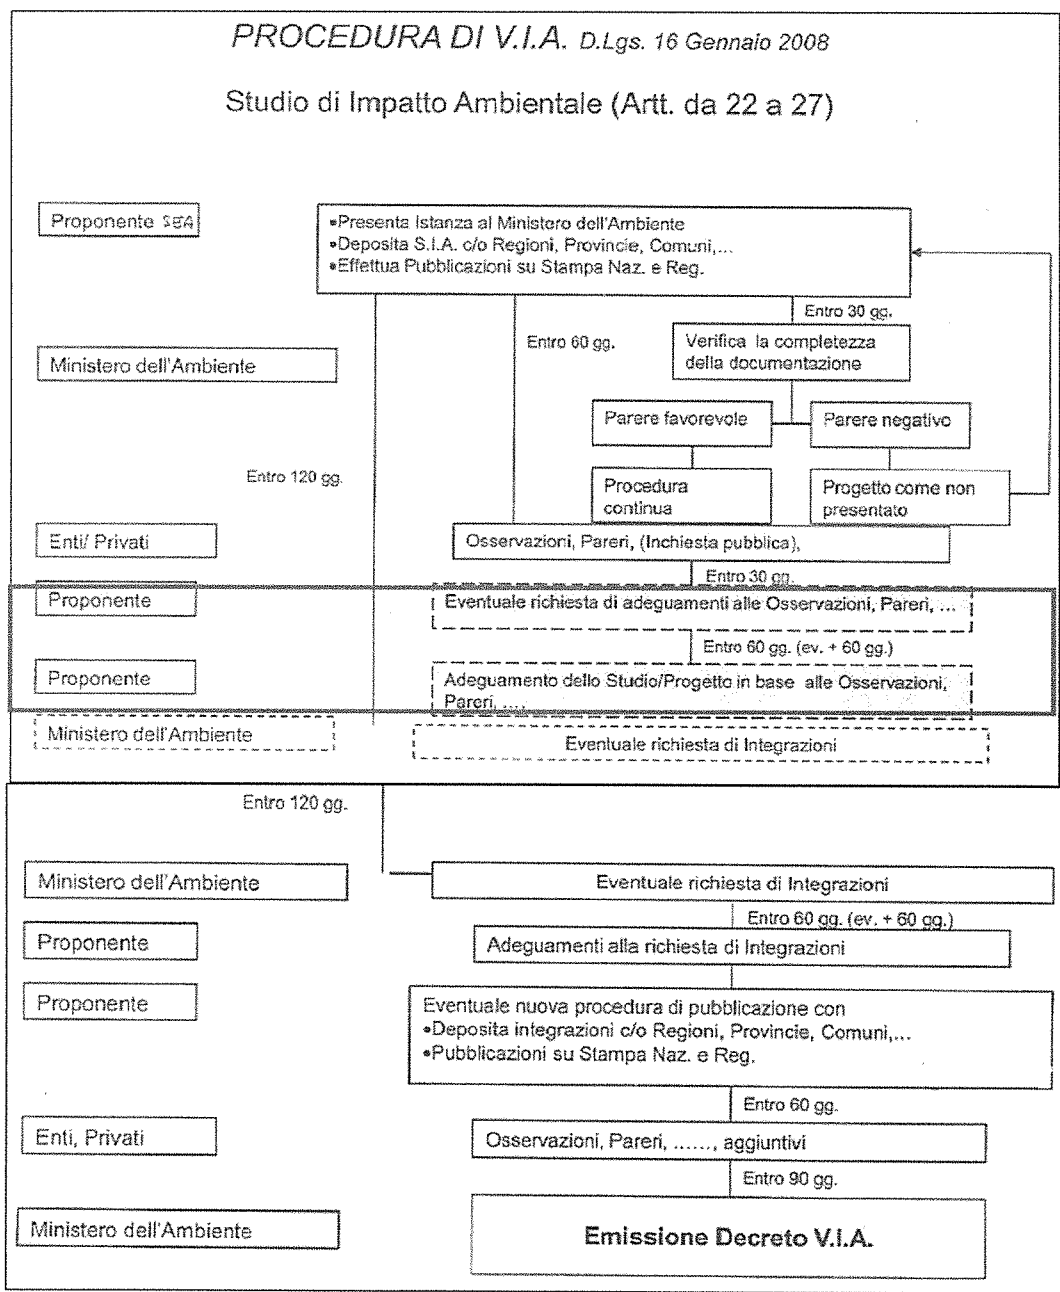 PROCEDURA DI V.I.A. D.Lgs. 16 Gennaio 2008
Studio di Impatto Ambientale (Artt. da 22 a 27)
Proponente SEA
•Presenta Istanza al Ministero dell'Ambiente
•Deposita S.I.A. c/o Regioni, Provincie, Comuni,...
•Effettua Pubblicazioni su Stampa Naz. e Reg.
Entro 30 gg.
Entro 60 gg.
Ministero dell'Ambiente
Verifica la completezza
della documentazione
Parere favorevole
Parere negativo
Entro 120 gg.
Procedura
continua
Progetto come non
presentato
Enti/ Privati
Osservazioni, Pareri, (Inchiesta pubblica),
Entro 30 gg.
Proponente
Eventuale richiesta di adeguamenti alle Osservazioni, Pareri, ...
Entro 60 gg. (ev. + 60 gg.)
Proponente
Adeguamento dello Studio/Progetto in base alle Osservazioni,
Pareri, ....
Ministero dell'Ambiente
Eventuale richiesta di Integrazioni
Entro 120 gg.
Ministero dell'Ambiente
Eventuale richiesta di Integrazioni
Entro 60 gg. (ev. + 60 gg.)
Proponente
Adeguamenti alla richiesta di Integrazioni
Proponente
Eventuale nuova procedura di pubblicazione con
•Deposita integrazioni c/o Regioni, Provincie, Comuni,...
•Pubblicazioni su Stampa Naz. e Reg.
Entro 60 gg.
Enti, Privati
Osservazioni, Pareri, ......, aggiuntivi
Entro 90 gg.
Ministero dell'Ambiente
Emissione Decreto V.I.A.